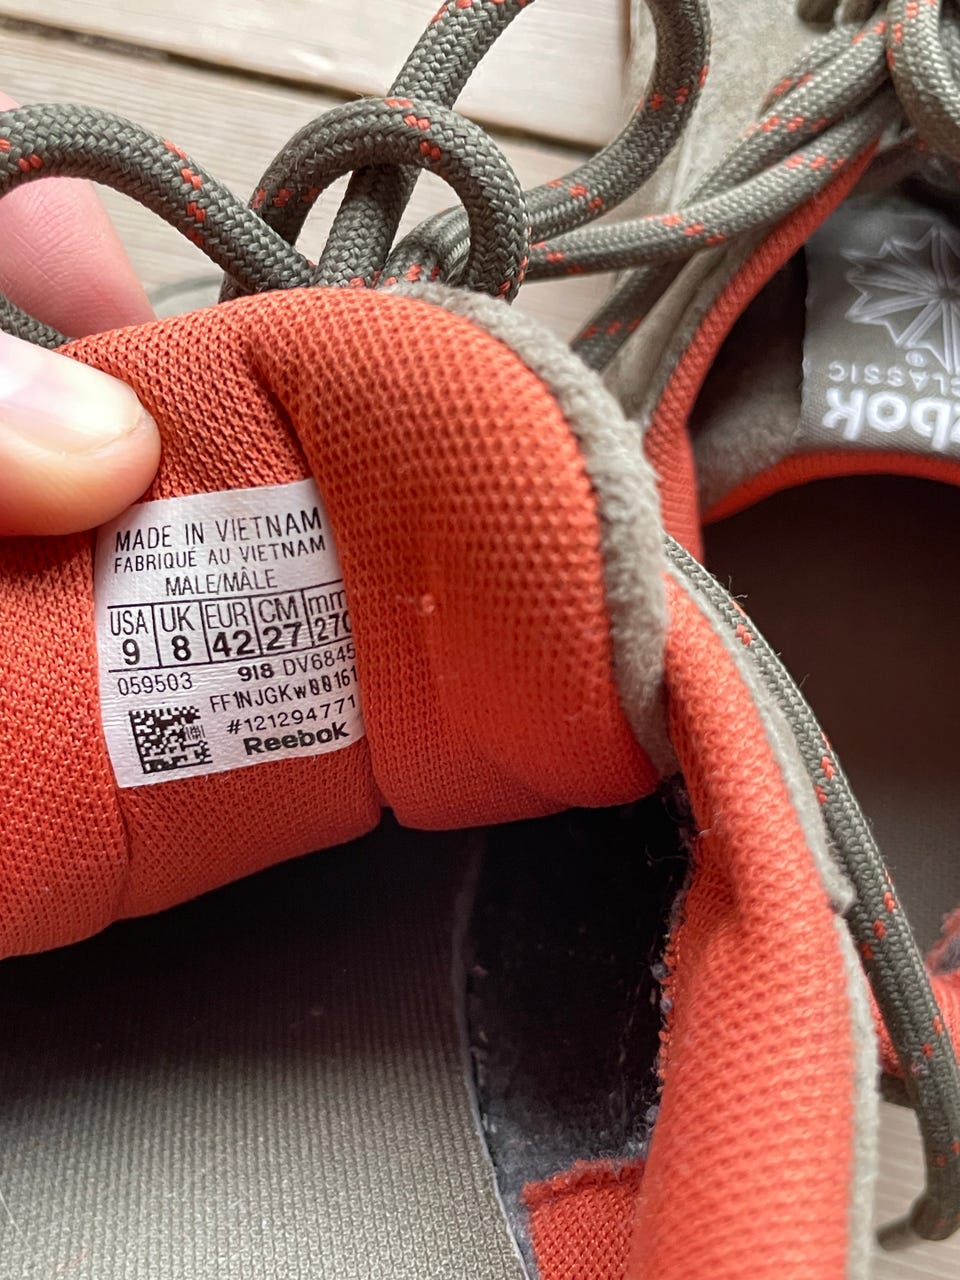 MADE IN VIETNAM
FABRIQUÉ AU VIETNAM
MALE/MÂLE
USA UK EUR CM mm
9 8 42 27 270
059503 918 DV6845
FF1NJGKW00161
#121294771
Reebok
CLASSIC